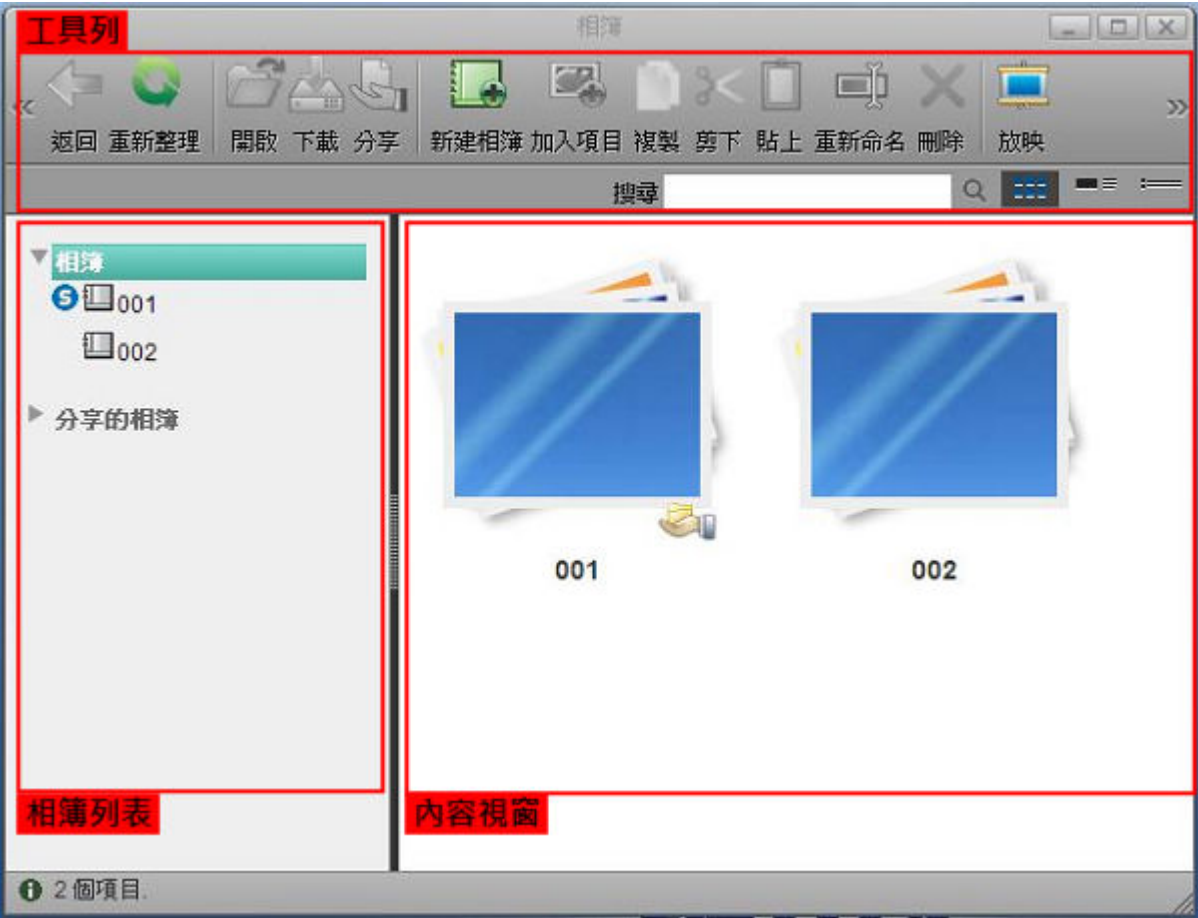 工具列
相簿
返回 重新整理 開啟 下載 分享 新建相簿 加入項目 複製 剪下 貼上 重新命名 刪除 放映
搜尋
相簿
S 001
002
分享的相簿
001
002
相簿列表
內容視窗
2 個項目.